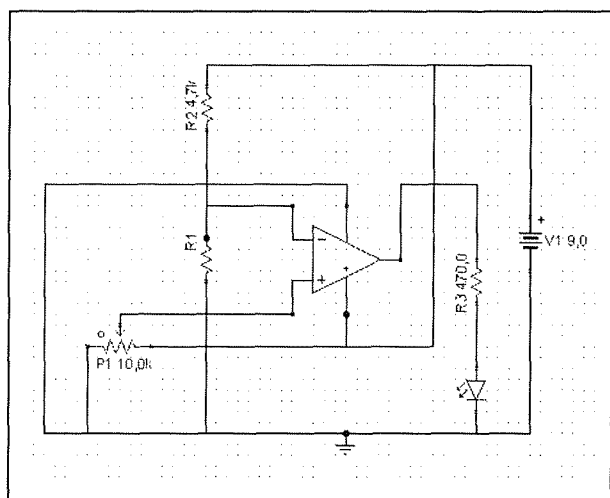 R2 4,7k
R1
+
V1 9,0
−
+
+
R3 470,0
P1 10,0k